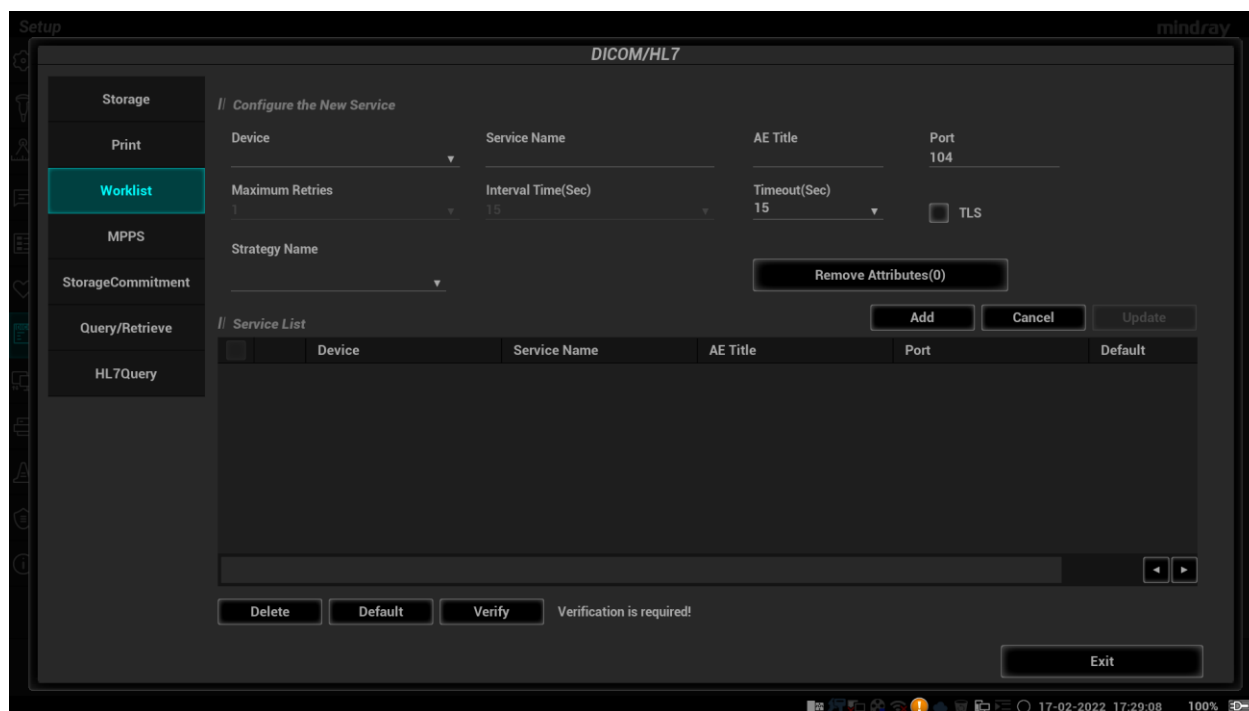 Setup
mindray
DICOM/HL7
Storage
Print
Worklist
MPPS
StorageCommitment
Query/Retrieve
HL7Query
// Configure the New Service
Device Service Name AE Title Port
104
Maximum Retries Interval Time(Sec) Timeout(Sec)
1 15 15 TLS
Strategy Name
Remove Attributes(0)
// Service List Add Cancel Update
Device Service Name AE Title Port Default
Delete Default Verify Verification is required!
Exit
17-02-2022 17:29:08 100%